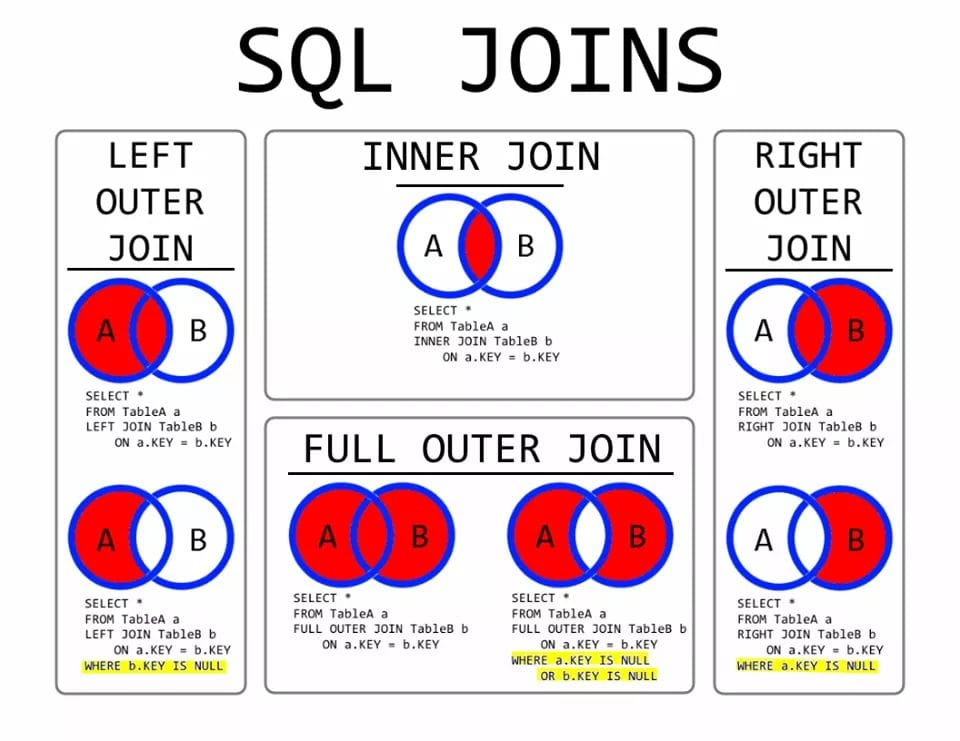 SQL JOINS
LEFT
OUTER
JOIN
A B
SELECT *
FROM TableA a
LEFT JOIN TableB b
ON a.KEY = b.KEY
A B
SELECT *
FROM TableA a
LEFT JOIN TableB b
ON a.KEY = b.KEY
WHERE b.KEY IS NULL
INNER JOIN
A B
SELECT *
FROM TableA a
INNER JOIN TableB b
ON a.KEY = b.KEY
FULL OUTER JOIN
A B
SELECT *
FROM TableA a
FULL OUTER JOIN TableB b
ON a.KEY = b.KEY
A B
SELECT *
FROM TableA a
FULL OUTER JOIN TableB b
ON a.KEY = b.KEY
WHERE a.KEY IS NULL
OR b.KEY IS NULL
RIGHT
OUTER
JOIN
A B
SELECT *
FROM TableA a
RIGHT JOIN TableB b
ON a.KEY = b.KEY
A B
SELECT *
FROM TableA a
RIGHT JOIN TableB b
ON a.KEY = b.KEY
WHERE a.KEY IS NULL